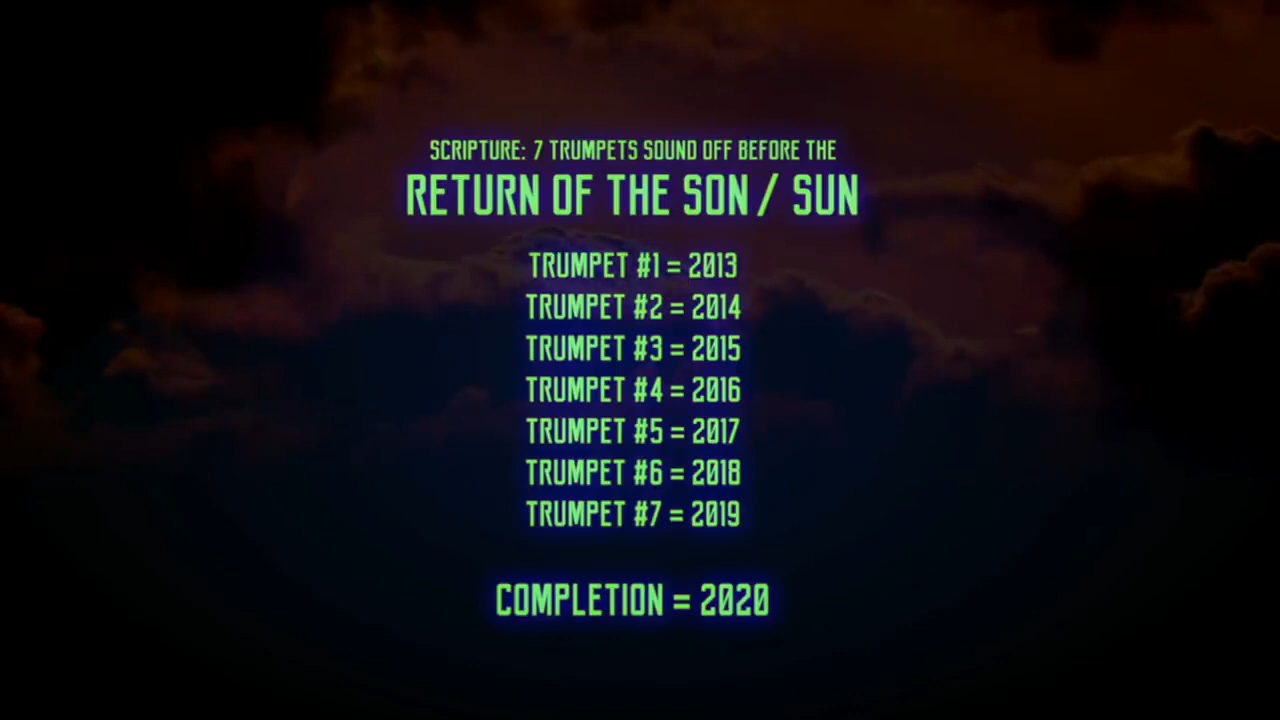 SCRIPTURE: 7 TRUMPETS SOUND OFF BEFORE THE
RETURN OF THE SON / SUN
TRUMPET #1 = 2013
TRUMPET #2 = 2014
TRUMPET #3 = 2015
TRUMPET #4 = 2016
TRUMPET #5 = 2017
TRUMPET #6 = 2018
TRUMPET #7 = 2019
COMPLETION = 2020